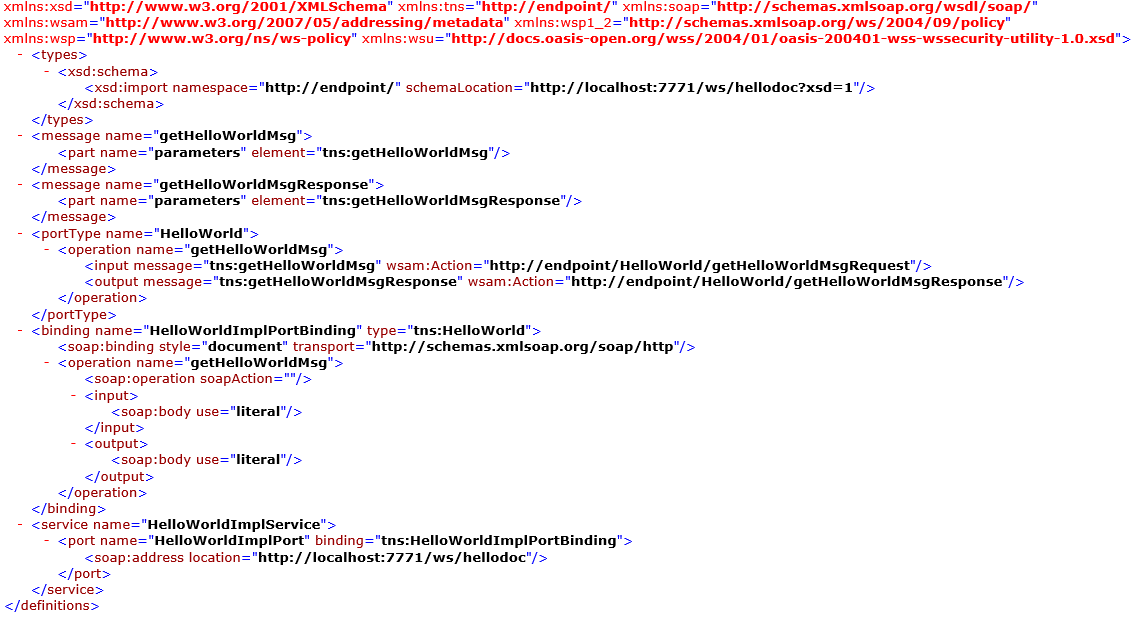 xmlns:xsd="http://www.w3.org/2001/XMLSchema" xmlns:tns="http://endpoint/" xmlns:soap="http://schemas.xmlsoap.org/wsdl/soap/"
xmlns:wsam="http://www.w3.org/2007/05/addressing/metadata" xmlns:wsp1_2="http://schemas.xmlsoap.org/ws/2004/09/policy"
xmlns:wsp="http://www.w3.org/ns/ws-policy" xmlns:wsu="http://docs.oasis-open.org/wss/2004/01/oasis-200401-wss-wssecurity-utility-1.0.xsd">
- <types>
- <xsd:schema>
<xsd:import namespace="http://endpoint/" schemaLocation="http://localhost:7771/ws/hellodoc?xsd=1"/>
</xsd:schema>
</types>
- <message name="getHelloWorldMsg">
<part name="parameters" element="tns:getHelloWorldMsg"/>
</message>
- <message name="getHelloWorldMsgResponse">
<part name="parameters" element="tns:getHelloWorldMsgResponse"/>
</message>
- <portType name="HelloWorld">
- <operation name="getHelloWorldMsg">
<input message="tns:getHelloWorldMsg" wsam:Action="http://endpoint/HelloWorld/getHelloWorldMsgRequest"/>
<output message="tns:getHelloWorldMsgResponse" wsam:Action="http://endpoint/HelloWorld/getHelloWorldMsgResponse"/>
</operation>
</portType>
- <binding name="HelloWorldImplPortBinding" type="tns:HelloWorld">
<soap:binding style="document" transport="http://schemas.xmlsoap.org/soap/http"/>
- <operation name="getHelloWorldMsg">
<soap:operation soapAction=""/>
- <input>
<soap:body use="literal"/>
</input>
- <output>
<soap:body use="literal"/>
</output>
</operation>
</binding>
- <service name="HelloWorldImplService">
- <port name="HelloWorldImplPort" binding="tns:HelloWorldImplPortBinding">
<soap:address location="http://localhost:7771/ws/hellodoc"/>
</port>
</service>
</definitions>